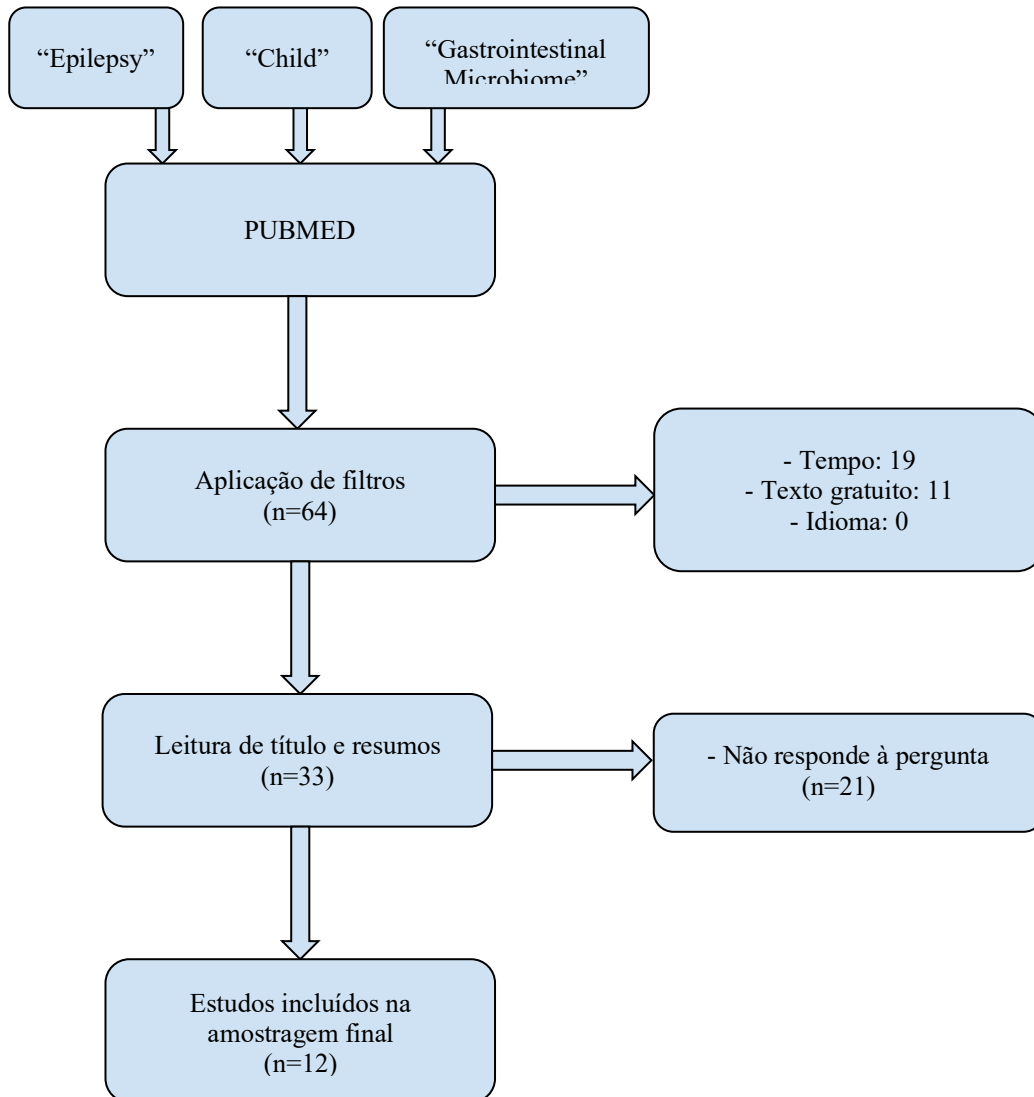 “Epilepsy”
“Child”
“Gastrointestinal
Microbiome”
PUBMED
Aplicação de filtros
(n=64)
- Tempo: 19
- Texto gratuito: 11
- Idioma: 0
Leitura de título e resumos
(n=33)
- Não responde à pergunta
(n=21)
Estudos incluídos na
amostragem final
(n=12)